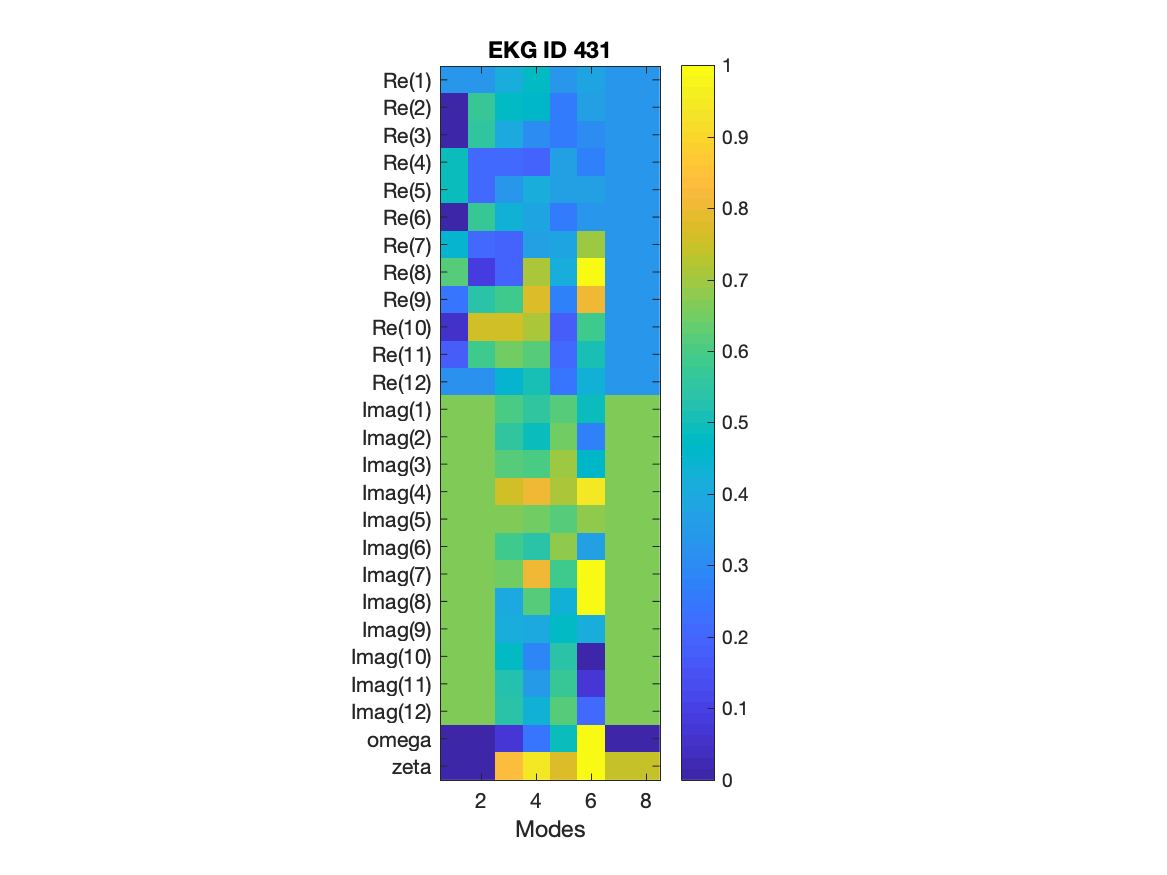 EKG ID 431
Re(1)
Re(2)
Re(3)
Re(4)
Re(5)
Re(6)
Re(7)
Re(8)
Re(9)
Re(10)
Re(11)
Re(12)
Imag(1)
Imag(2)
Imag(3)
Imag(4)
Imag(5)
Imag(6)
Imag(7)
Imag(8)
Imag(9)
Imag(10)
Imag(11)
Imag(12)
omega
zeta
2 4 6 8
Modes
1
0.9
0.8
0.7
0.6
0.5
0.4
0.3
0.2
0.1
0